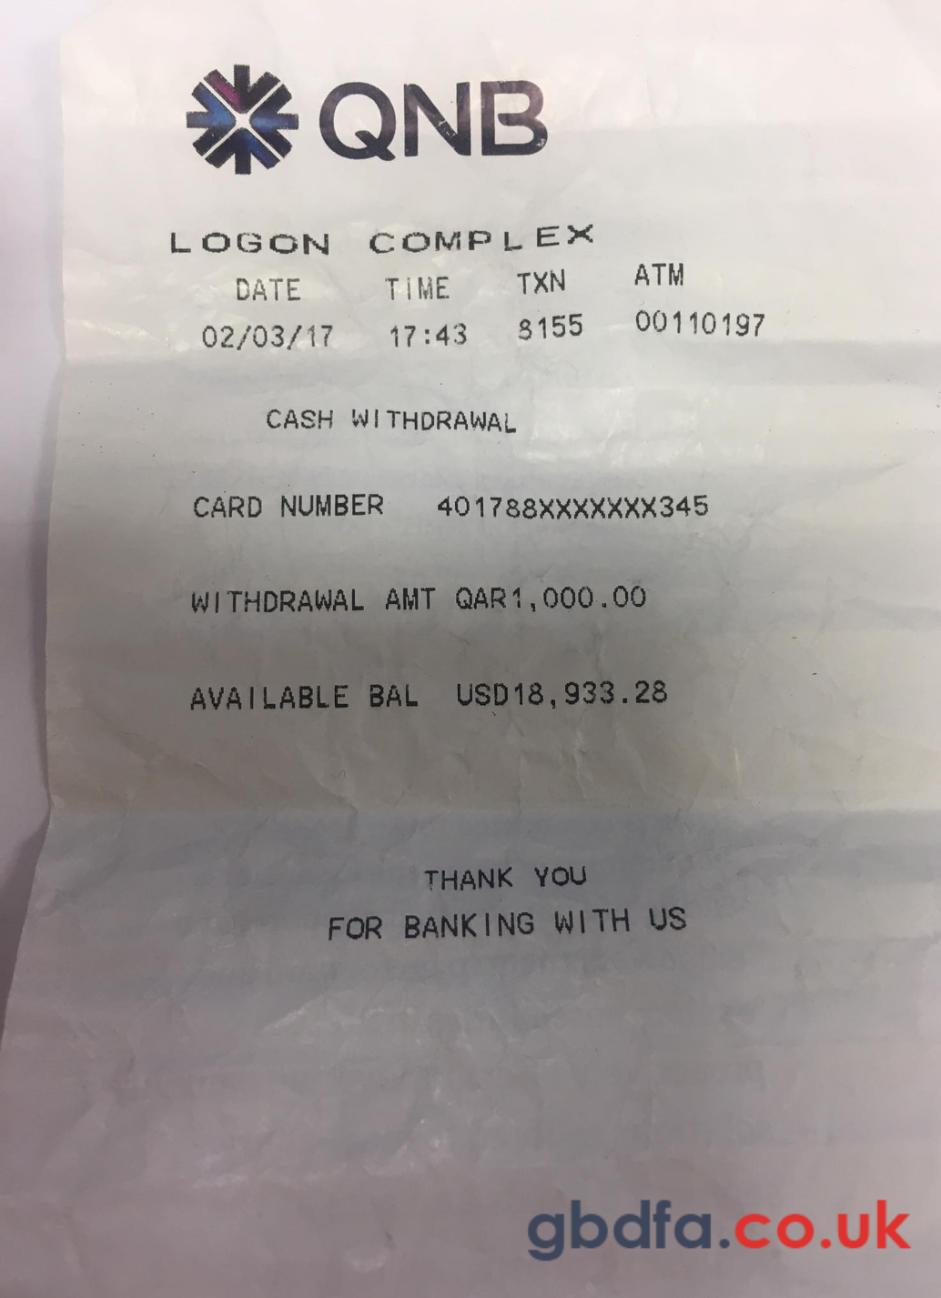 QNB
LOGON COMPLEX
DATE TIME TXN ATM
02/03/17 17:43 8155 00110197
CASH WITHDRAWAL
CARD NUMBER 401788XXXXXXX345
WITHDRAWAL AMT QAR1,000.00
AVAILABLE BAL USD18,933.28
THANK YOU
FOR BANKING WITH US
gbdfa.co.uk